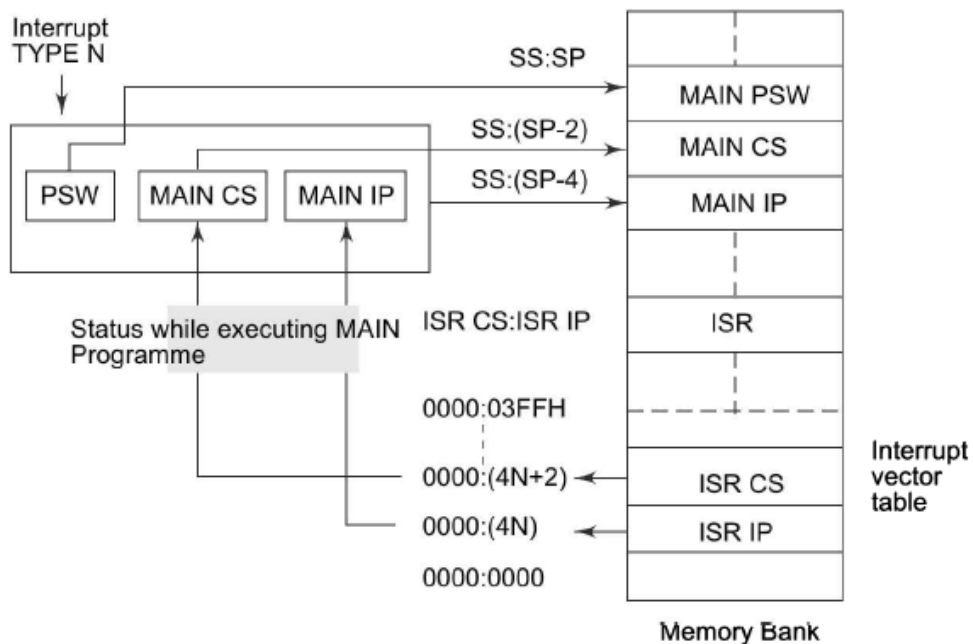 Interrupt
TYPE N
SS:SP
MAIN PSW
SS:(SP-2)
MAIN CS
PSW
MAIN CS
MAIN IP
SS:(SP-4)
MAIN IP
Status while executing MAIN
Programme
ISR CS:ISR IP
ISR
0000:03FFH
0000:(4N+2)
ISR CS
Interrupt
vector
table
0000:(4N)
ISR IP
0000:0000
Memory Bank